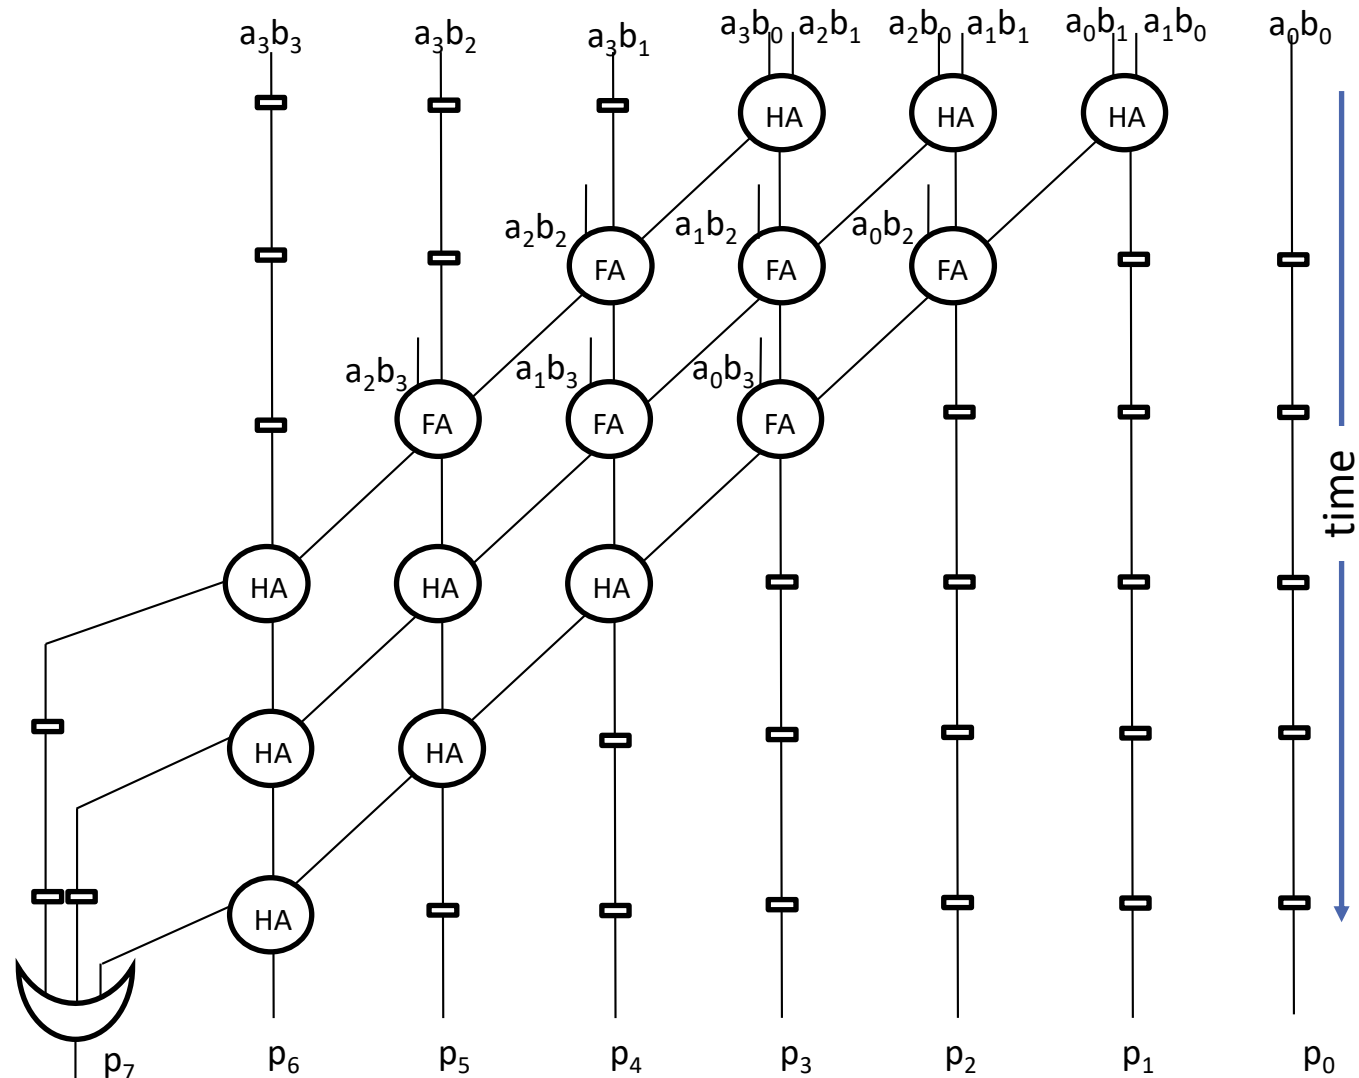 a₃b₃ a₃b₂ a₃b₁ a₃b₀ a₂b₁ a₂b₀ a₁b₁ a₀b₁ a₁b₀ a₀b₀
HA HA HA
a₂b₂ a₁b₂ a₀b₂
FA FA FA
a₂b₃ a₁b₃ a₀b₃
FA FA FA
time
HA HA HA
HA HA
HA
p₇ p₆ p₅ p₄ p₃ p₂ p₁ p₀